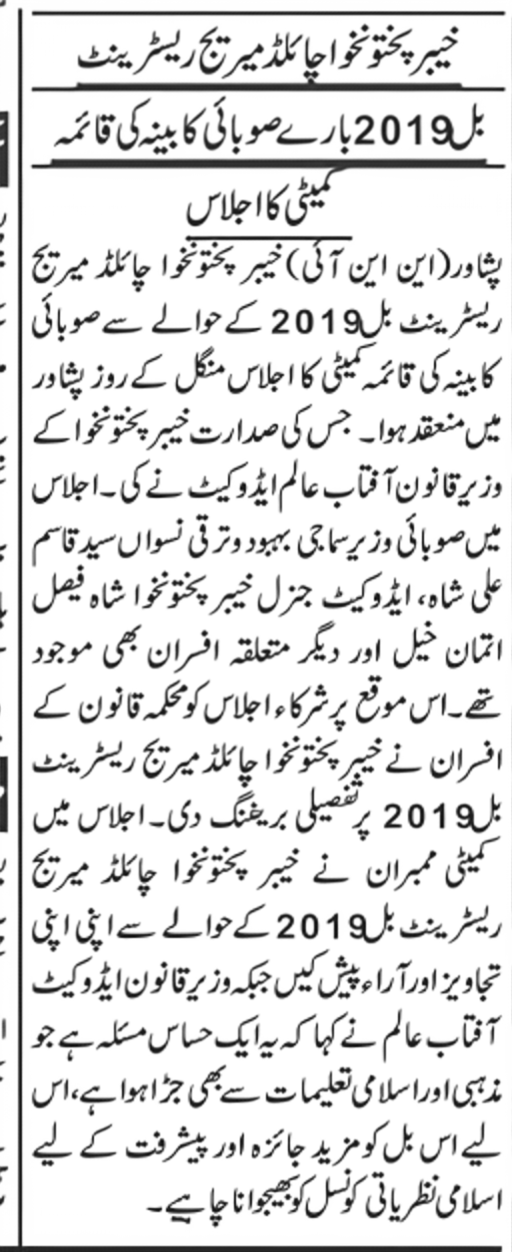 خیبر پختونخوا چائلڈ میرج ریسٹرینٹ
بل 2019 بارے صوبائی کابینہ کی قائمہ
کمیٹی کا اجلاس
پشاور (این این آئی) خیبر پختونخوا چائلڈ میرج
ریسٹرینٹ بل 2019 کے حوالے سے صوبائی
کابینہ کی قائمہ کمیٹی کا اجلاس منگل کے روز پشاور
میں منعقد ہوا۔ جس کی صدارت خیبر پختونخوا کے
وزیر قانون آفتاب عالم ایڈوکیٹ نے کی۔ اجلاس
میں صوبائی وزیر سماجی بہبود و ترقی نسواں سید قاسم
علی شاہ، ایڈوکیٹ جنرل خیبر پختونخوا شاہ فیصل
اتمان خیل اور دیگر متعلقہ افسران بھی موجود
تھے۔ اس موقع پر شرکاء اجلاس کو محکمہ قانون کے
افسران نے خیبر پختونخوا چائلڈ میرج ریسٹرینٹ
بل 2019 پر تفصیلی بریفنگ دی۔ اجلاس میں
کمیٹی ممبران نے خیبر پختونخوا چائلڈ میرج
ریسٹرینٹ بل 2019 کے حوالے سے اپنی اپنی
تجاویز اور آراء پیش کیں جبکہ وزیر قانون ایڈوکیٹ
آفتاب عالم نے کہا کہ یہ ایک حساس مسئلہ ہے جو
مذہبی اور اسلامی تعلیمات سے بھی جڑا ہوا ہے، اس
لیے اس بل کو مزید جائزہ اور پیشرفت کے لیے
اسلامی نظریاتی کونسل کو بھیجوانا چاہیے۔